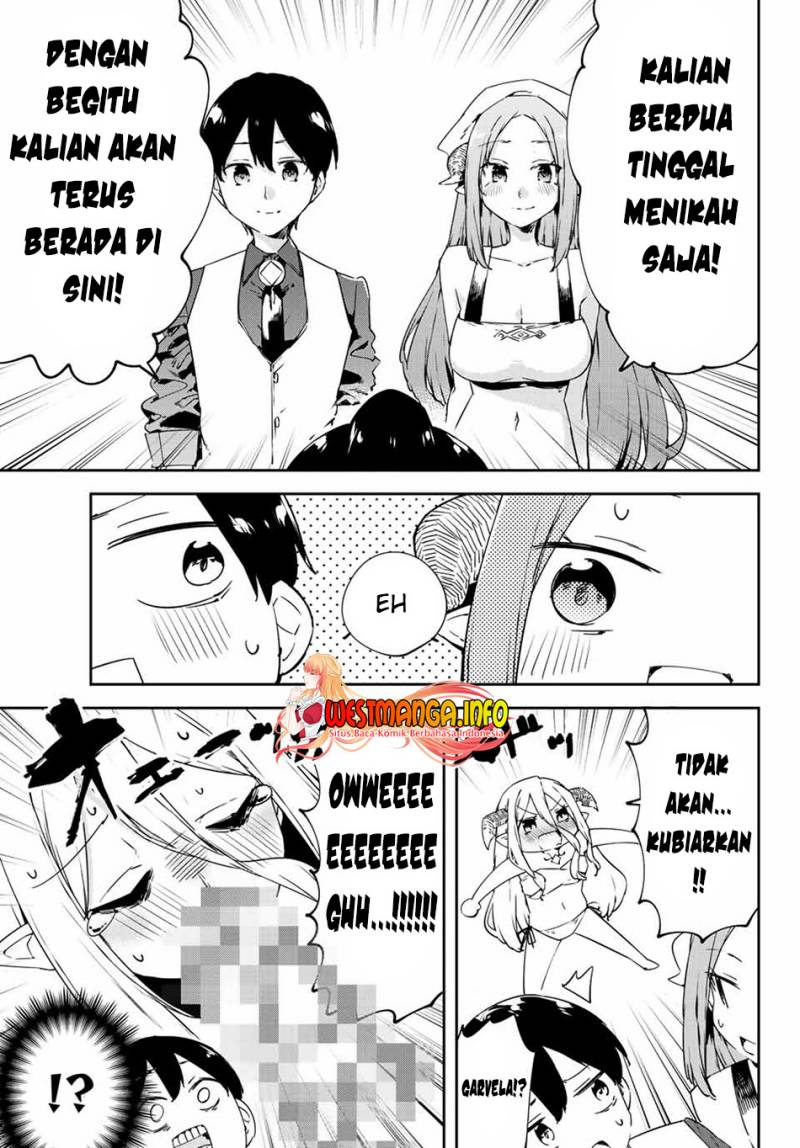 KALIAN
BERDUA
TINGGAL
MENIKAH
SAJA!
DENGAN
BEGITU
KALIAN AKAN
TERUS
BERADA DI
SINI!
EH
WESTMANGA.INFO
Situs Baca Komik Berbahasa Indonesia
TIDAK
AKAN...
KUBIARKAN
!!
GARVELA!?
OWWEEEE
EEEEEEEE
GHH...!!!!!!
!?